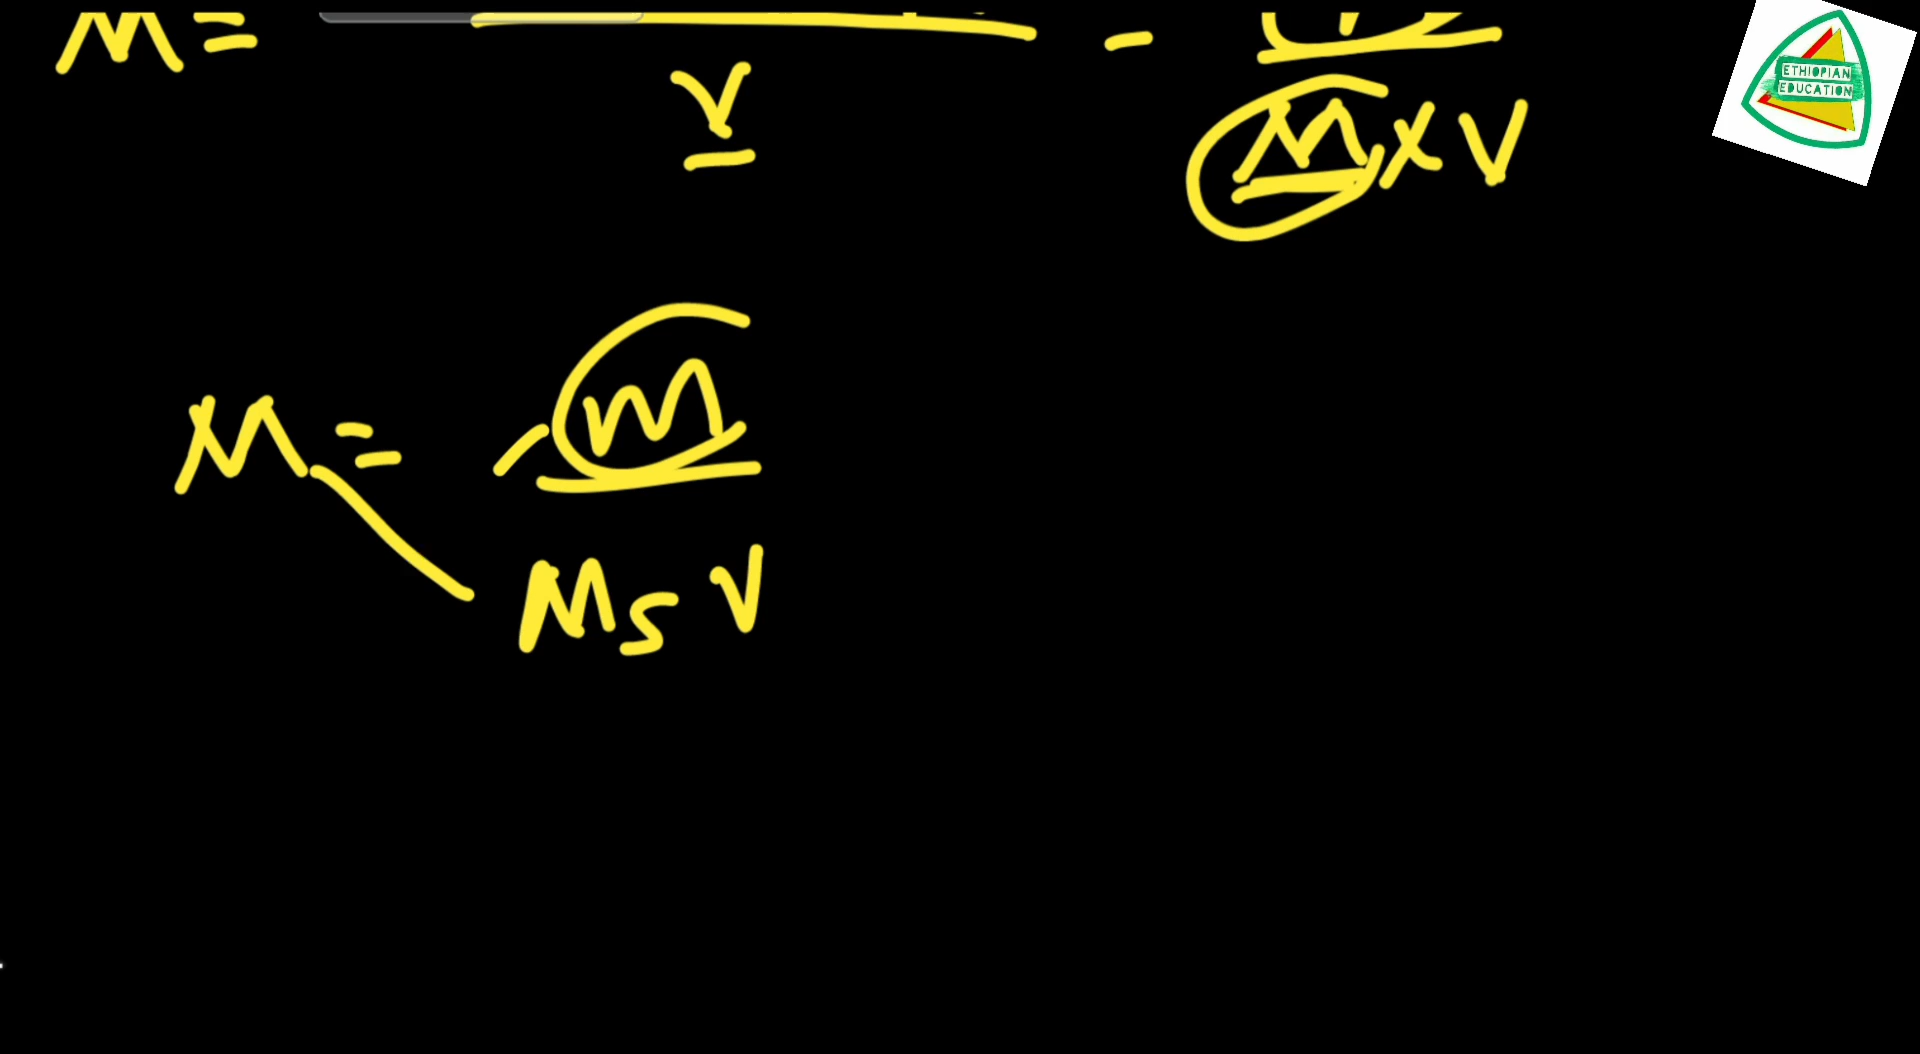 ETHIOPIAN
EDUCATION
M =
V
M x V
M = m
Ms V